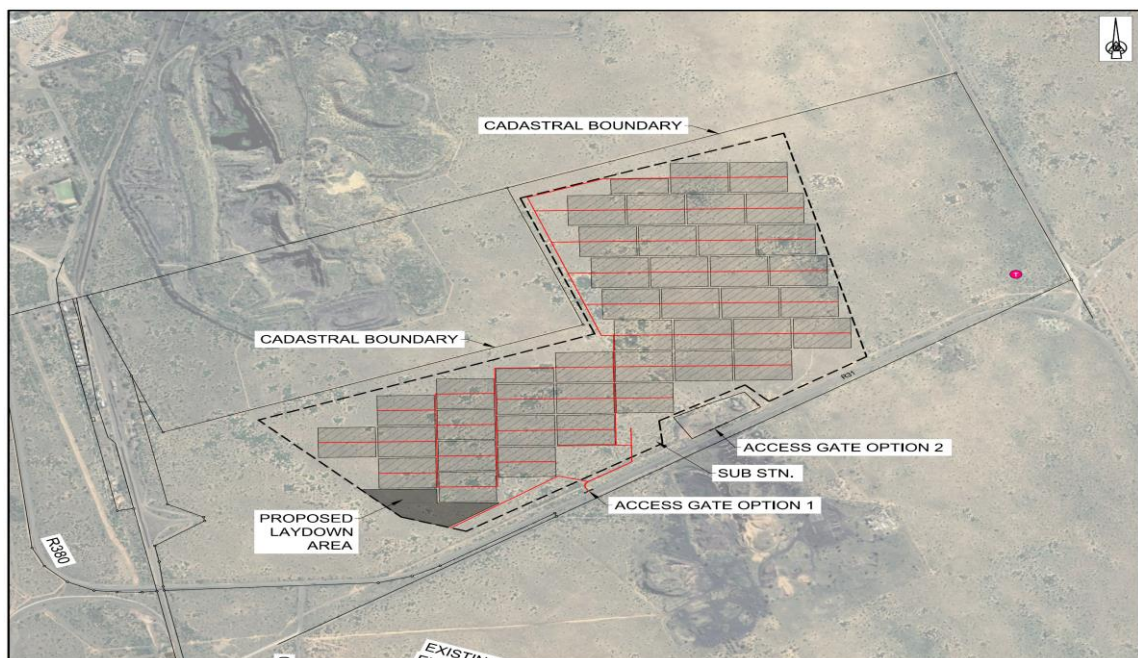 CADASTRAL BOUNDARY
T
CADASTRAL BOUNDARY
R31
ACCESS GATE OPTION 2
SUB STN.
ACCESS GATE OPTION 1
PROPOSED
LAYDOWN
AREA
R380